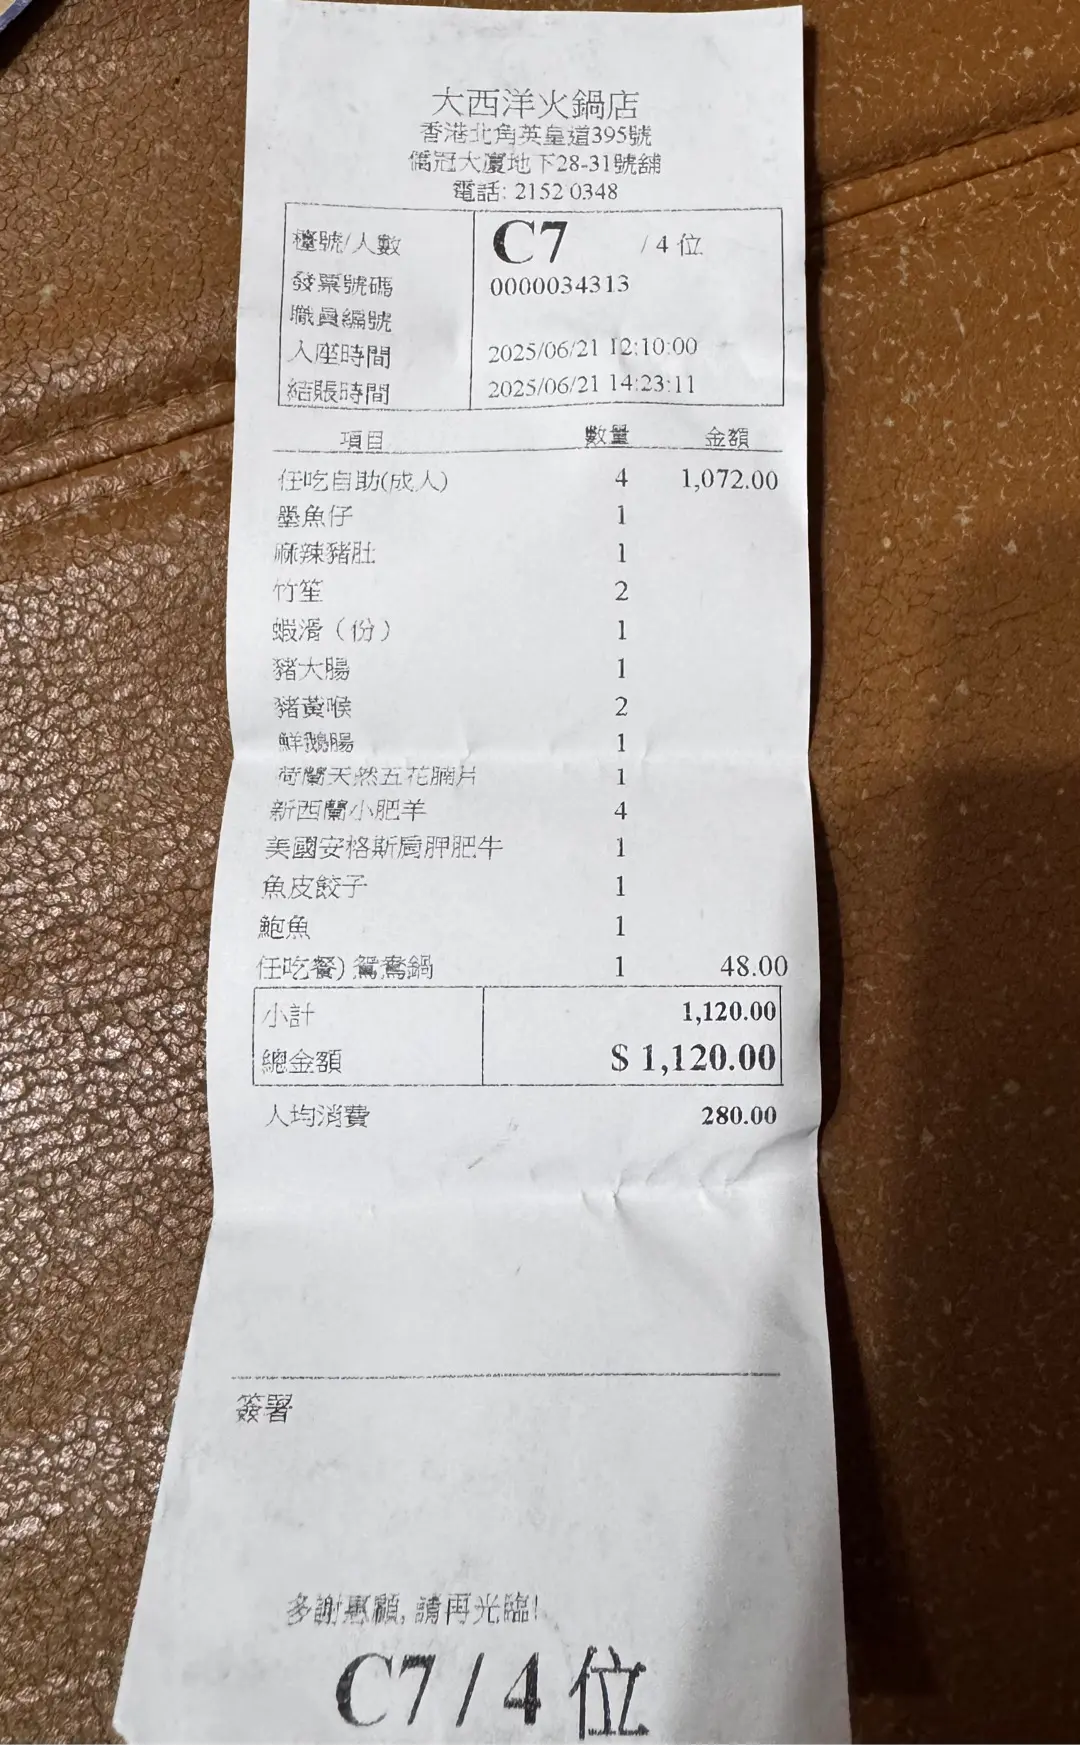 大西洋火鍋店
香港北角英皇道395號
僑冠大廈地下28-31號舖
電話: 2152 0348
檯號/人數 C7 / 4 位
發票號碼 0000034313
職員編號
入座時間 2025/06/21 12:10:00
結賬時間 2025/06/21 14:23:11
項目 數量 金額
任吃自助(成人) 4 1,072.00
墨魚仔 1
麻辣豬肚 1
竹笙 2
蝦滑（份） 1
豬大腸 1
豬黃喉 2
鮮鵝腸 1
荷蘭天然五花腩片 1
新西蘭小肥羊 4
美國安格斯肩胛肥牛 1
魚皮餃子 1
鮑魚 1
任吃餐) 鴛鴦鍋 1 48.00
小計 1,120.00
總金額 $ 1,120.00
人均消費 280.00
簽署
多謝惠顧, 請再光臨!
C7 / 4 位